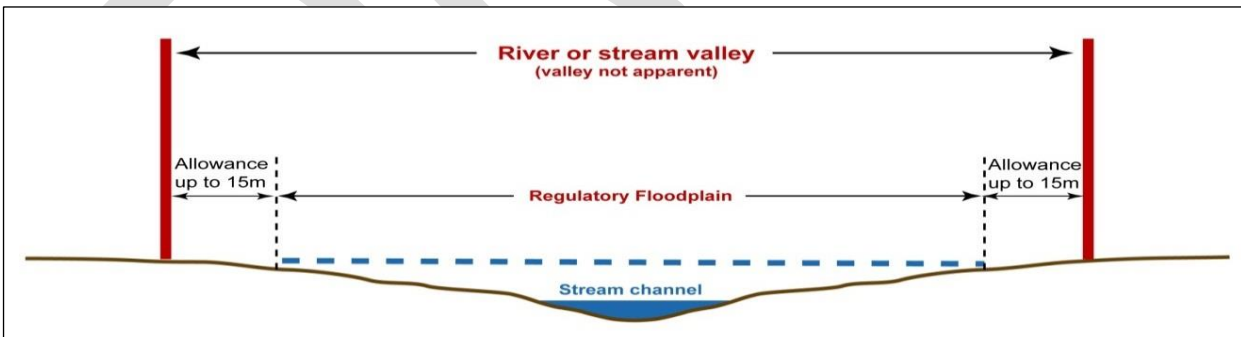 River or stream valley
(valley not apparent)
Allowance
up to 15m
Allowance
up to 15m
Regulatory Floodplain
Stream channel